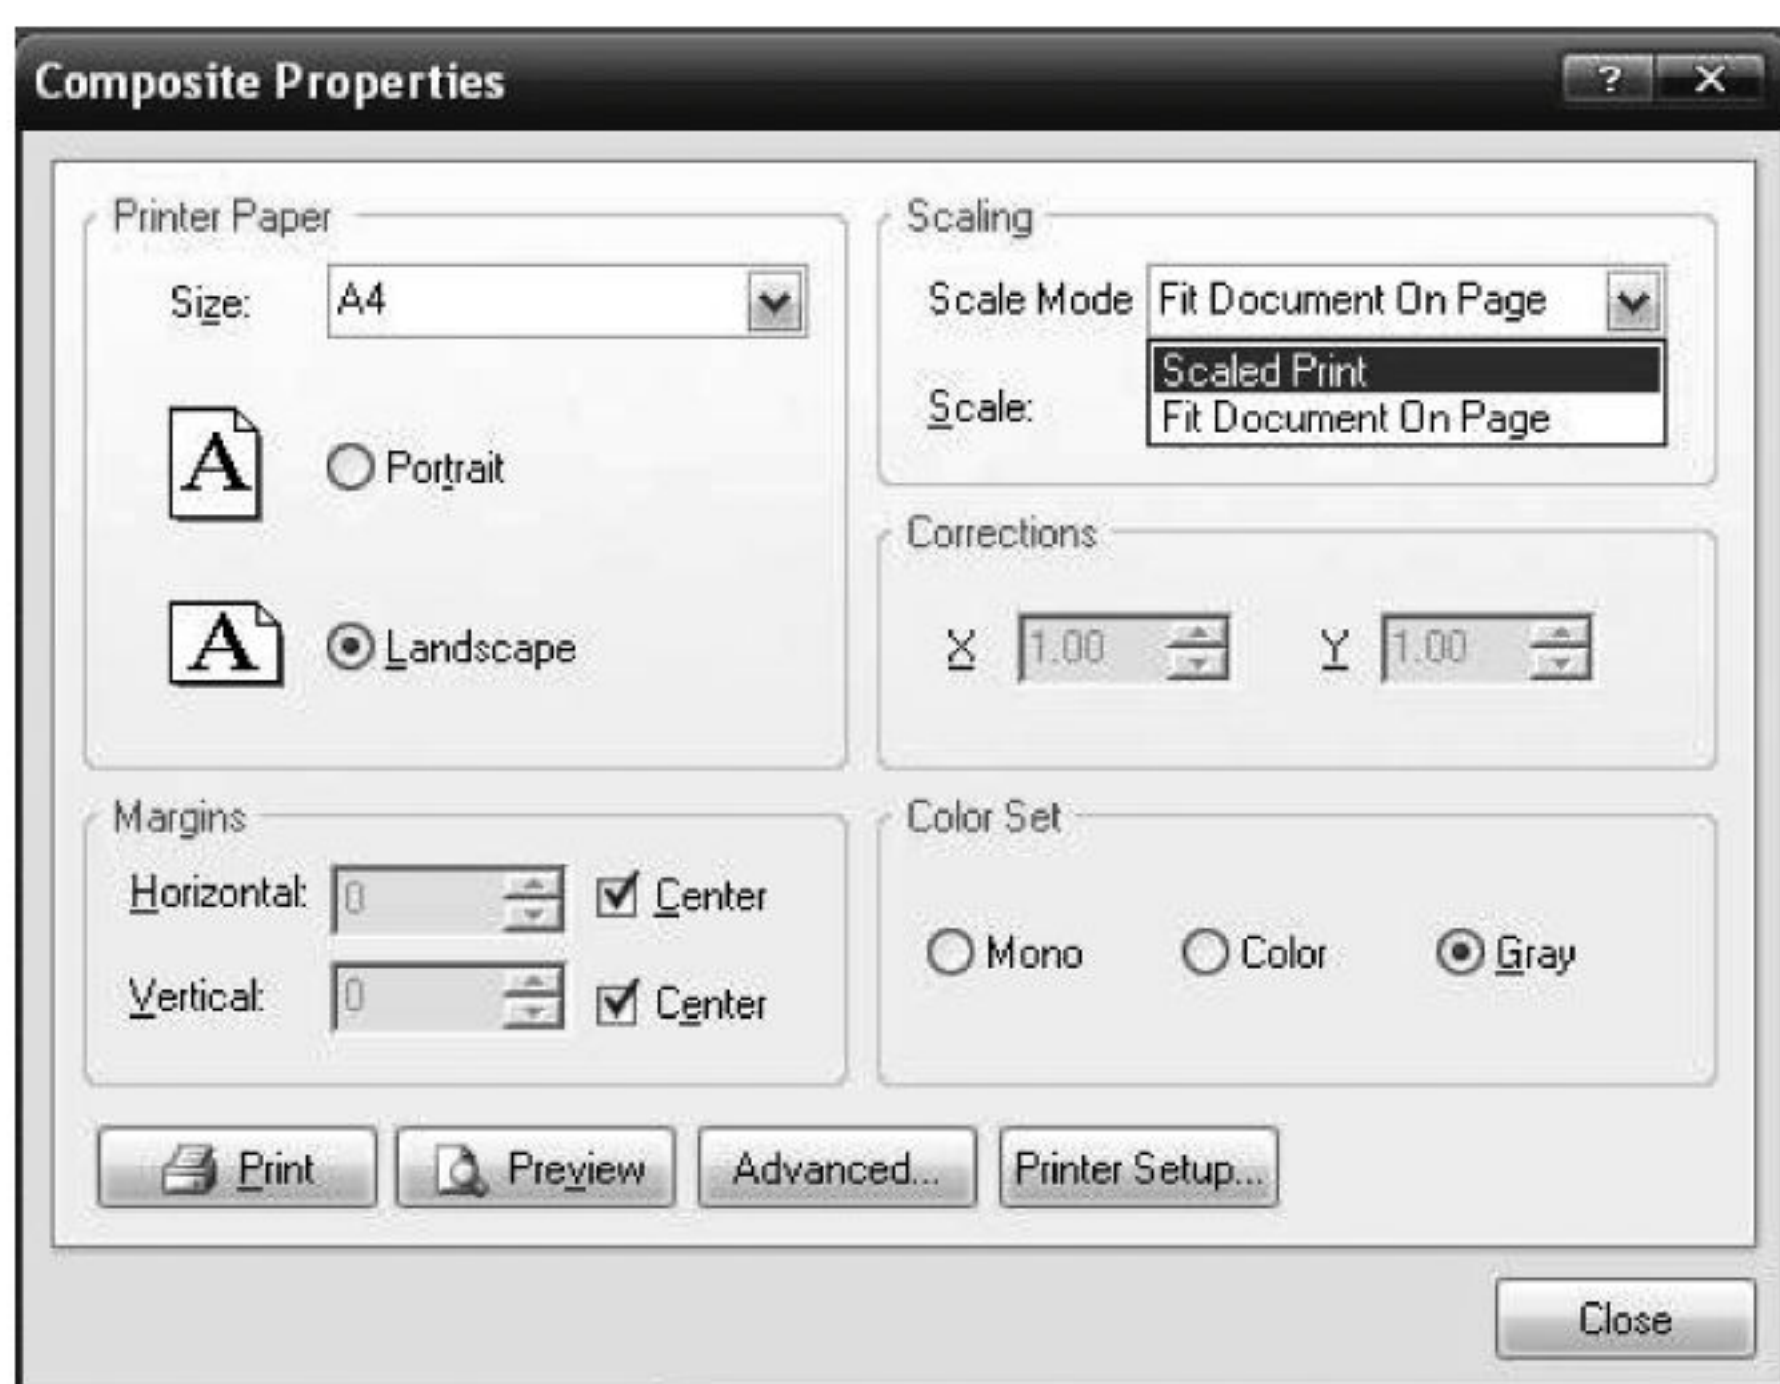 Composite Properties
?
X
Printer Paper
Size:
A4
A
Portrait
A
Landscape
Scaling
Scale Mode
Fit Document On Page
Scaled Print
Fit Document On Page
Scale:
Corrections
X
1.00
Y
1.00
Margins
Horizontal:
0
Center
Vertical:
0
Center
Color Set
Mono
Color
Gray
Print
Preview
Advanced...
Printer Setup...
Close